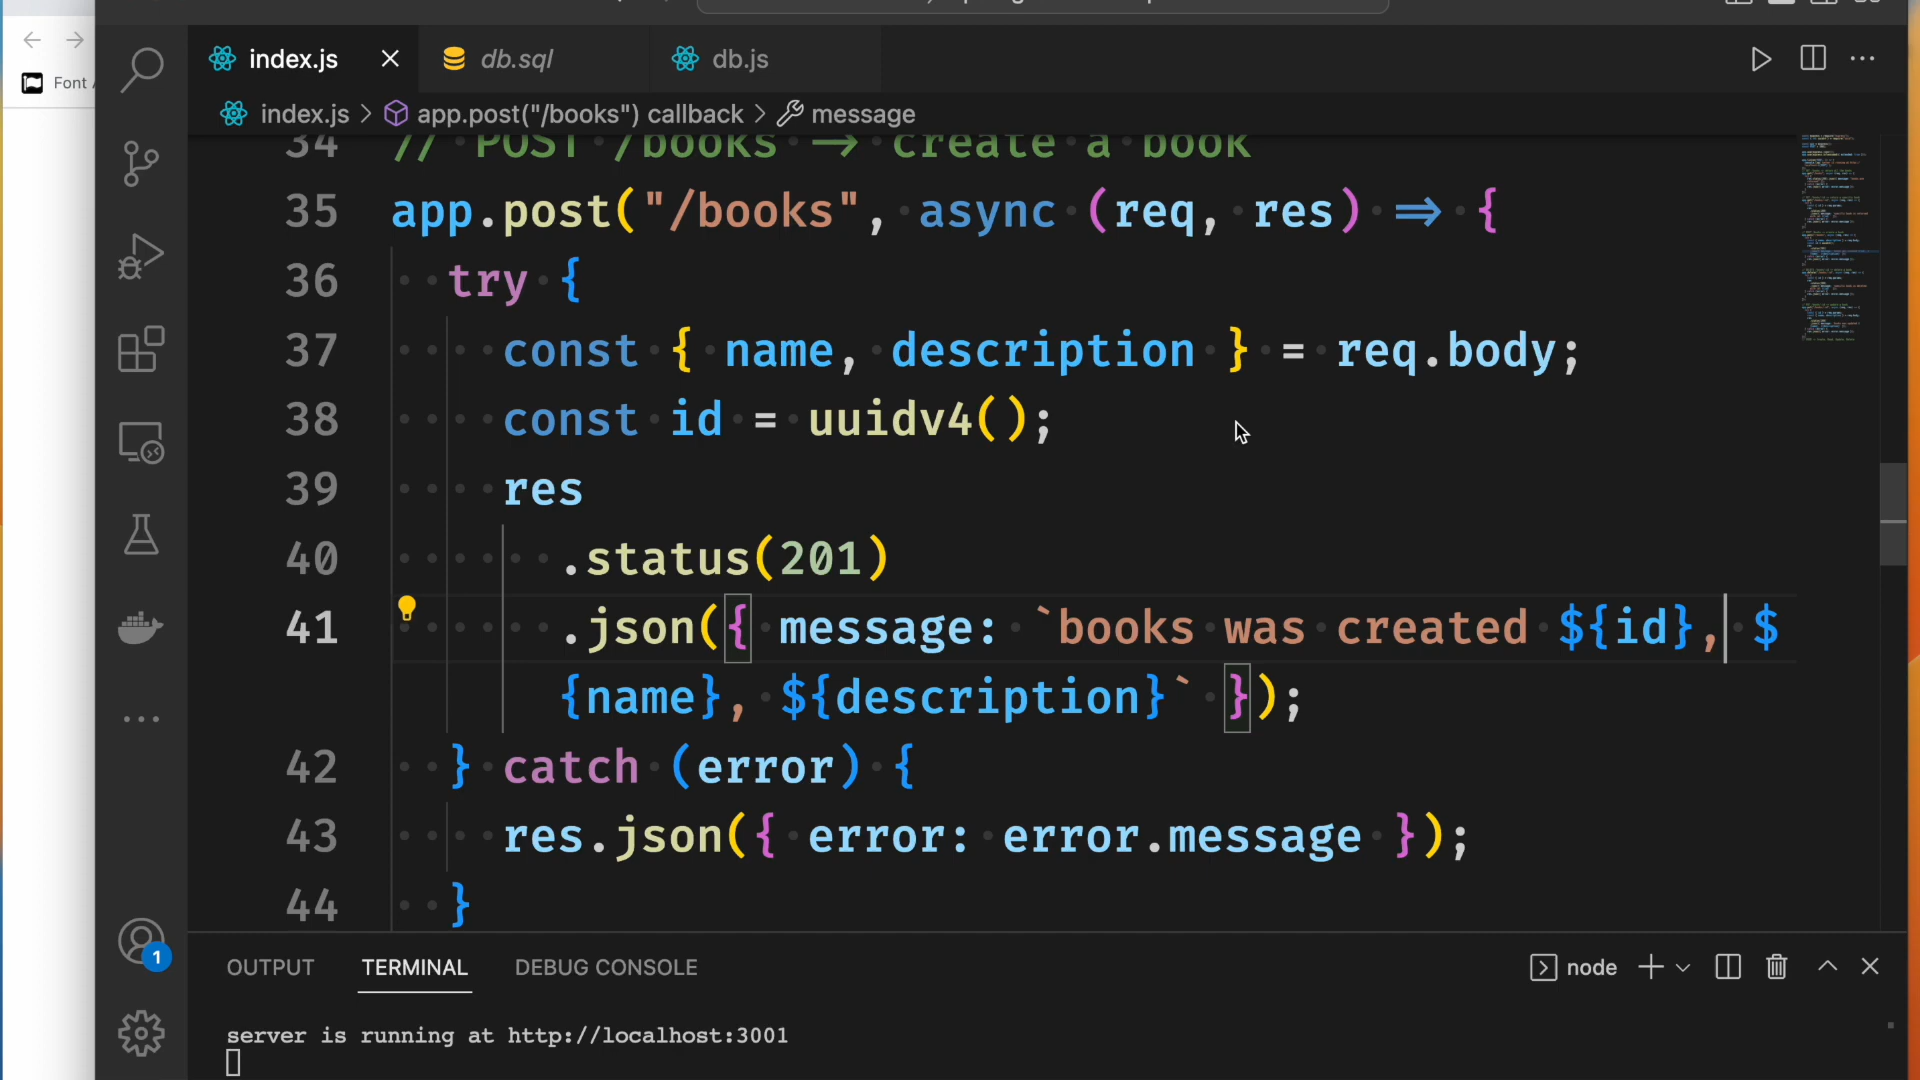 Font
index.js
db.sql
db.js
index.js > app.post("/books") callback > message
34 // POST /books → create a book
35 app.post("/books", async (req, res) => {
36 try {
37 const { name, description } = req.body;
38 const id = uuidv4();
39 res
40 .status(201)
41 .json({ message: `books was created ${id}, $
{name}, ${description}` });
42 } catch (error) {
43 res.json({ error: error.message });
44 }
1
OUTPUT TERMINAL DEBUG CONSOLE
node
server is running at http://localhost:3001